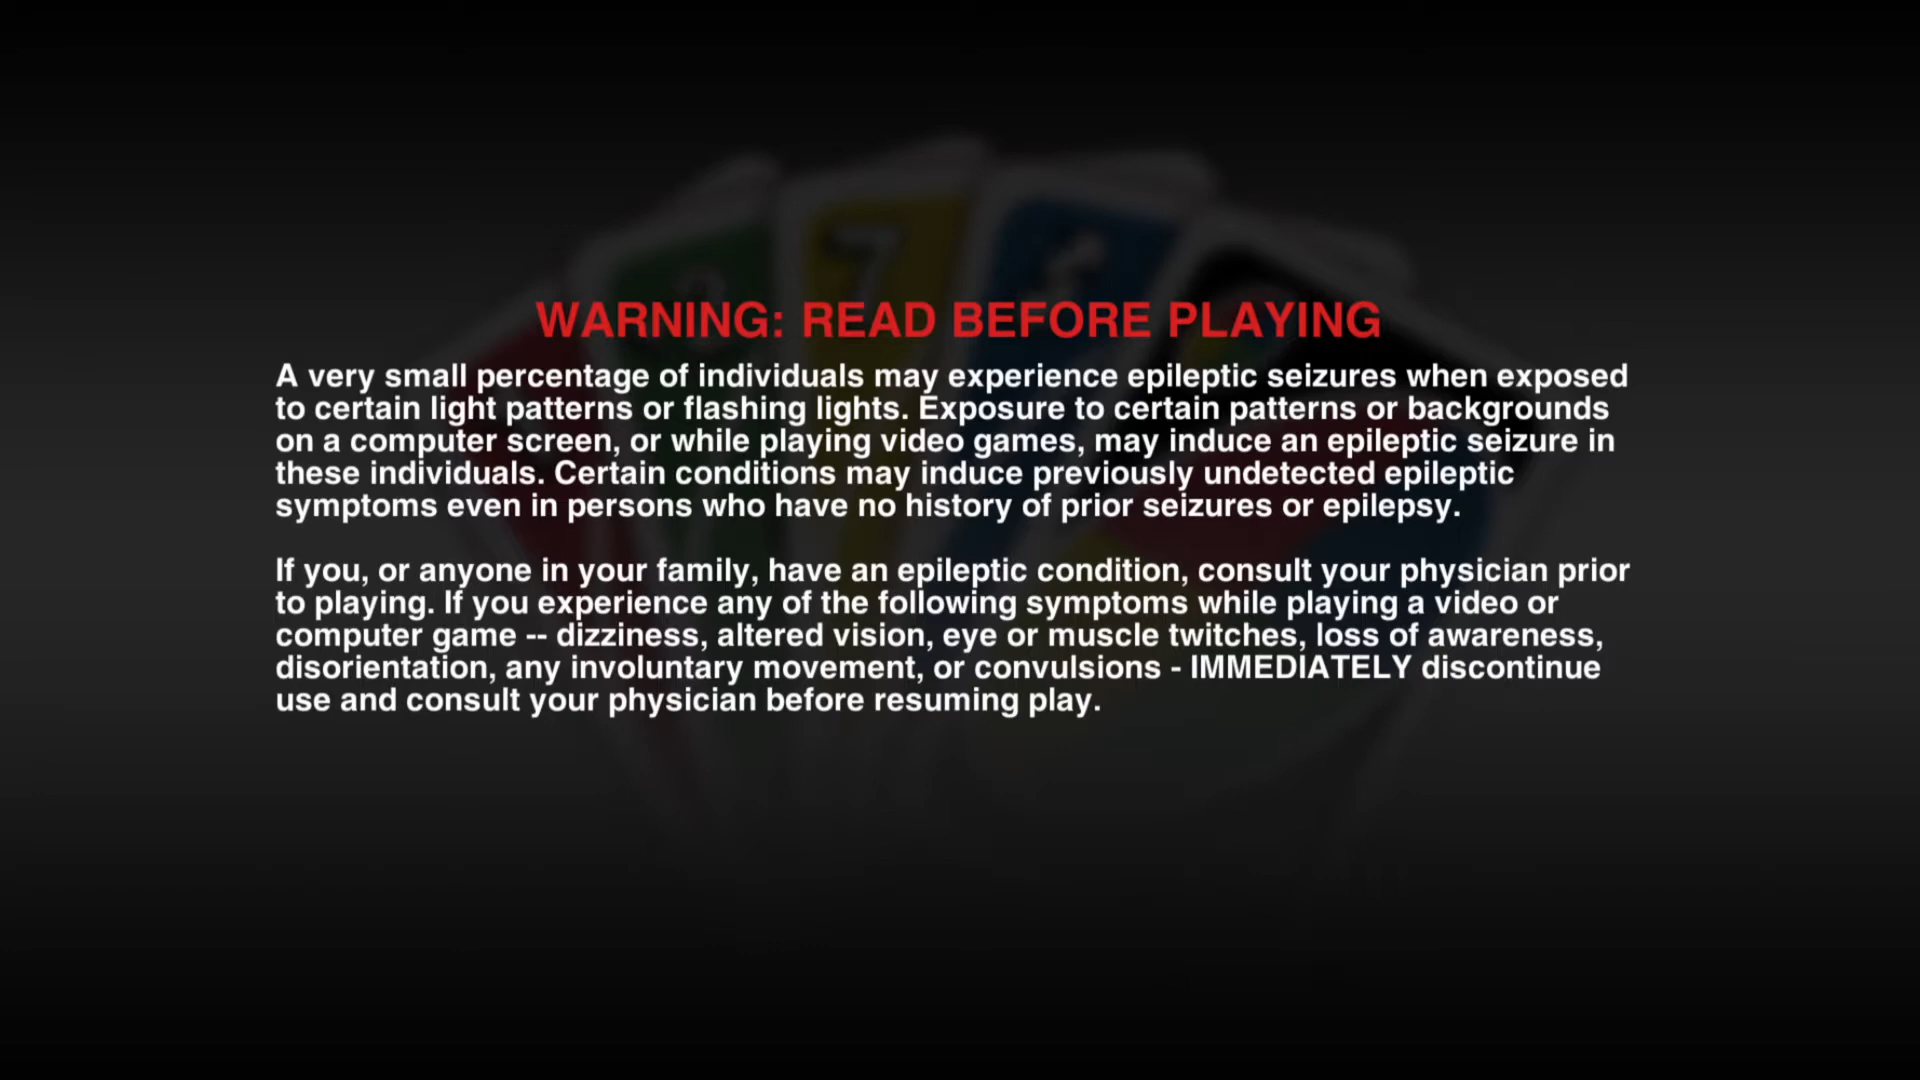 WARNING: READ BEFORE PLAYING
A very small percentage of individuals may experience epileptic seizures when exposed
to certain light patterns or flashing lights. Exposure to certain patterns or backgrounds
on a computer screen, or while playing video games, may induce an epileptic seizure in
these individuals. Certain conditions may induce previously undetected epileptic
symptoms even in persons who have no history of prior seizures or epilepsy.
If you, or anyone in your family, have an epileptic condition, consult your physician prior
to playing. If you experience any of the following symptoms while playing a video or
computer game -- dizziness, altered vision, eye or muscle twitches, loss of awareness,
disorientation, any involuntary movement, or convulsions - IMMEDIATELY discontinue
use and consult your physician before resuming play.